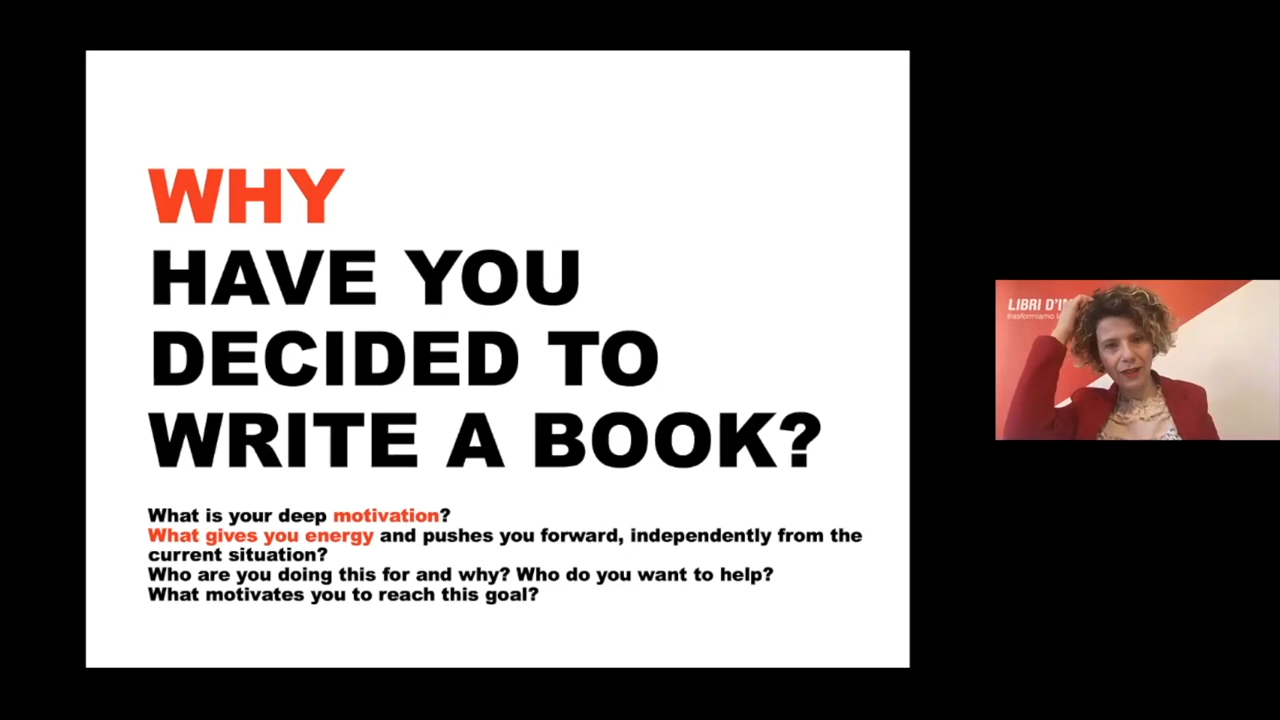 WHY
HAVE YOU
DECIDED TO
WRITE A BOOK?
What is your deep motivation?
What gives you energy and pushes you forward, independently from the
current situation?
Who are you doing this for and why? Who do you want to help?
What motivates you to reach this goal?
LIBRI D'I
trasformiamo